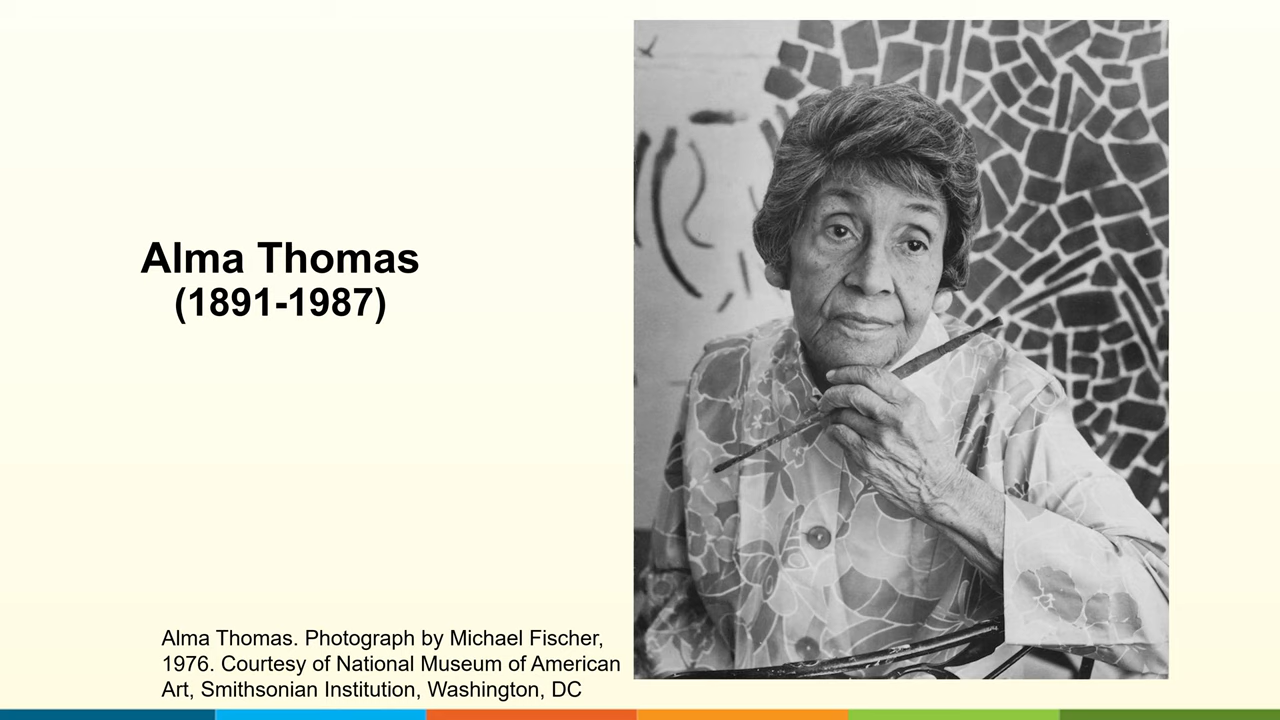 Alma Thomas
(1891-1987)
Alma Thomas. Photograph by Michael Fischer,
1976. Courtesy of National Museum of American
Art, Smithsonian Institution, Washington, DC